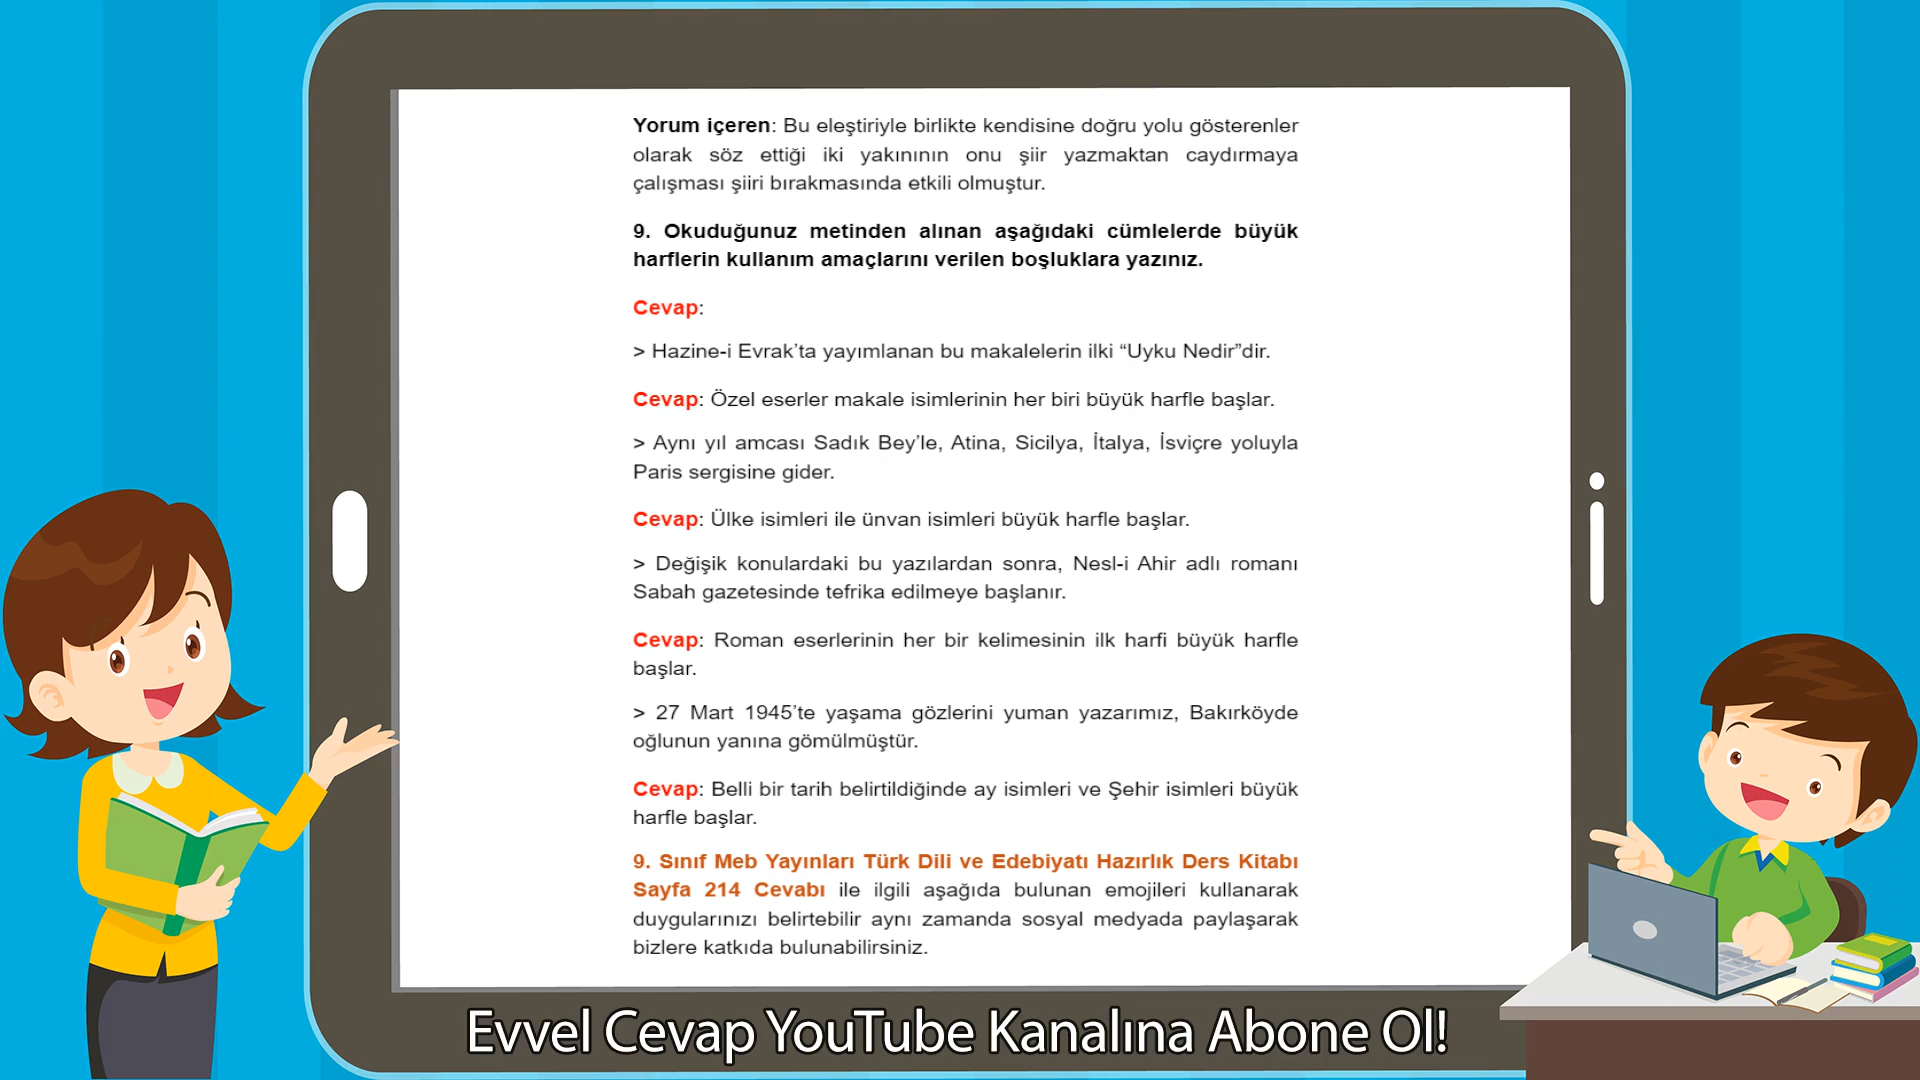 Yorum içeren: Bu eleştiriyle birlikte kendisine doğru yolu gösterenler
olarak söz ettiği iki yakınının onu şiir yazmaktan caydırmaya
çalışması şiiri bırakmasında etkili olmuştur.
9. Okuduğunuz metinden alınan aşağıdaki cümlelerde büyük
harflerin kullanım amaçlarını verilen boşluklara yazınız.
Cevap:
> Hazine-i Evrak’ta yayımlanan bu makalelerin ilki “Uyku Nedir”dir.
Cevap: Özel eserler makale isimlerinin her biri büyük harfle başlar.
> Aynı yıl amcası Sadık Bey’le, Atina, Sicilya, İtalya, İsviçre yoluyla
Paris sergisine gider.
Cevap: Ülke isimleri ile ünvan isimleri büyük harfle başlar.
> Değişik konulardaki bu yazılardan sonra, Nesl-i Ahir adlı romanı
Sabah gazetesinde tefrika edilmeye başlanır.
Cevap: Roman eserlerinin her bir kelimesinin ilk harfi büyük harfle
başlar.
> 27 Mart 1945’te yaşama gözlerini yuman yazarımız, Bakırköyde
oğlunun yanına gömülmüştür.
Cevap: Belli bir tarih belirtildiğinde ay isimleri ve Şehir isimleri büyük
harfle başlar.
9. Sınıf Meb Yayınları Türk Dili ve Edebiyatı Hazırlık Ders Kitabı
Sayfa 214 Cevabı ile ilgili aşağıda bulunan emojileri kullanarak
duygularınızı belirtebilir aynı zamanda sosyal medyada paylaşarak
bizlere katkıda bulunabilirsiniz.
Evvel Cevap YouTube Kanalına Abone Ol!